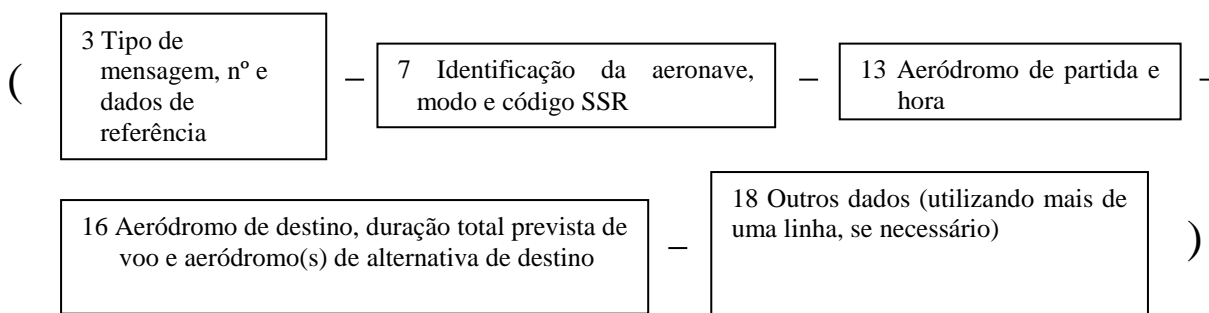 (
3 Tipo de
mensagem, nº e
dados de
referência
–
7 Identificação da aeronave,
modo e código SSR
–
13 Aeródromo de partida e
hora
–
16 Aeródromo de destino, duração total prevista de
voo e aeródromo(s) de alternativa de destino
–
18 Outros dados (utilizando mais de
uma linha, se necessário)
)